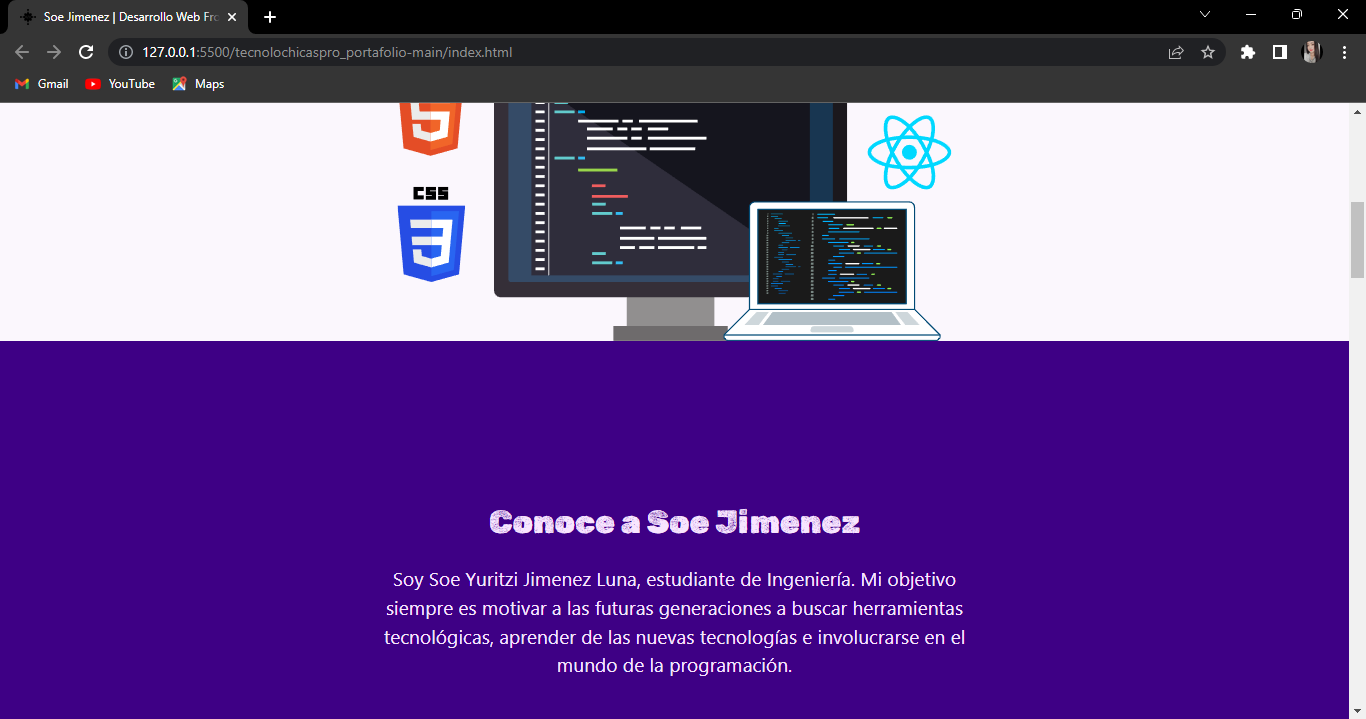 Soe Jimenez | Desarrollo Web Fro
127.0.0.1:5500/tecnolochicaspro_portafolio-main/index.html
Gmail YouTube Maps
5
CSS
3
Conoce a Soe Jimenez
Soy Soe Yuritzi Jimenez Luna, estudiante de Ingeniería. Mi objetivo
siempre es motivar a las futuras generaciones a buscar herramientas
tecnológicas, aprender de las nuevas tecnologías e involucrarse en el
mundo de la programación.